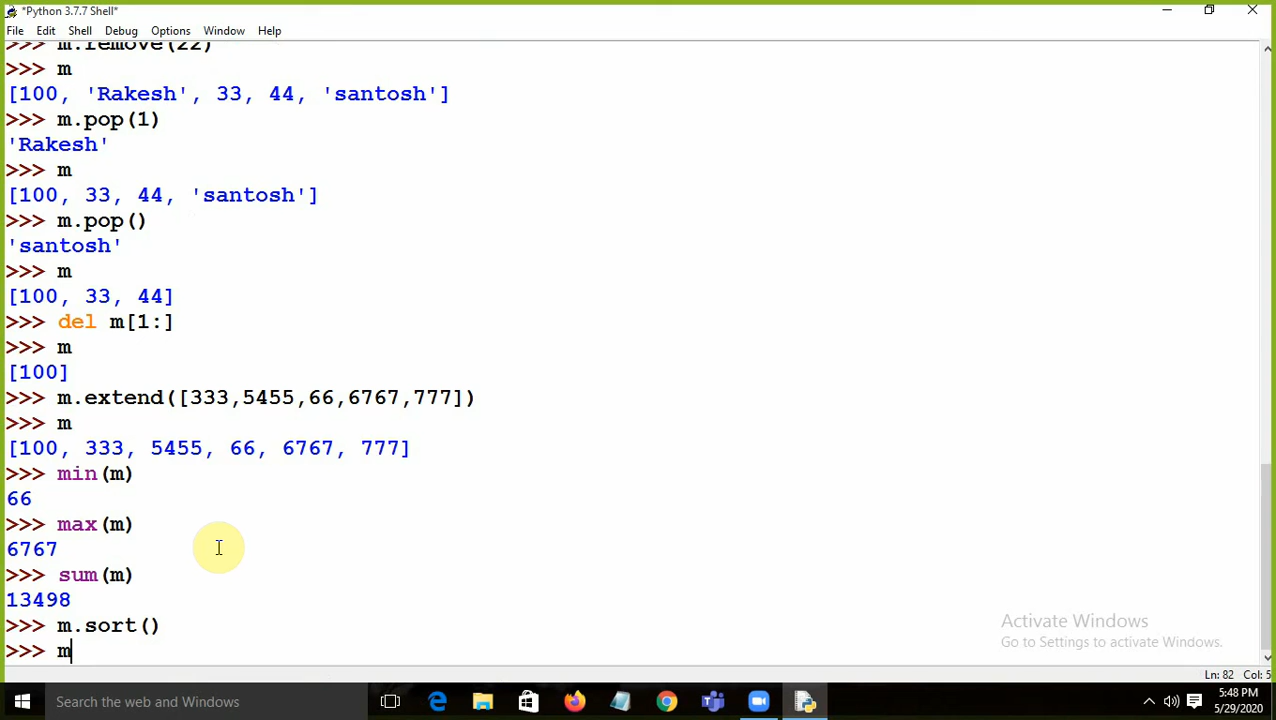 *Python 3.7.7 Shell*
File Edit Shell Debug Options Window Help
>>> m.remove(22)
>>> m
[100, 'Rakesh', 33, 44, 'santosh']
>>> m.pop(1)
'Rakesh'
>>> m
[100, 33, 44, 'santosh']
>>> m.pop()
'santosh'
>>> m
[100, 33, 44]
>>> del m[1:]
>>> m
[100]
>>> m.extend([333,5455,66,6767,777])
>>> m
[100, 333, 5455, 66, 6767, 777]
>>> min(m)
66
>>> max(m)
6767
>>> sum(m)
13498
>>> m.sort()
>>> m
Activate Windows
Go to Settings to activate Windows.
Ln: 82 Col: 5
Search the web and Windows
5:48 PM
5/29/2020